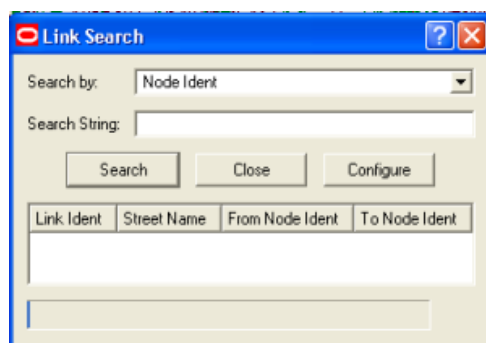 Link Search
Search by: Node Ident
Search String:
Search Close Configure
Link Ident Street Name From Node Ident To Node Ident